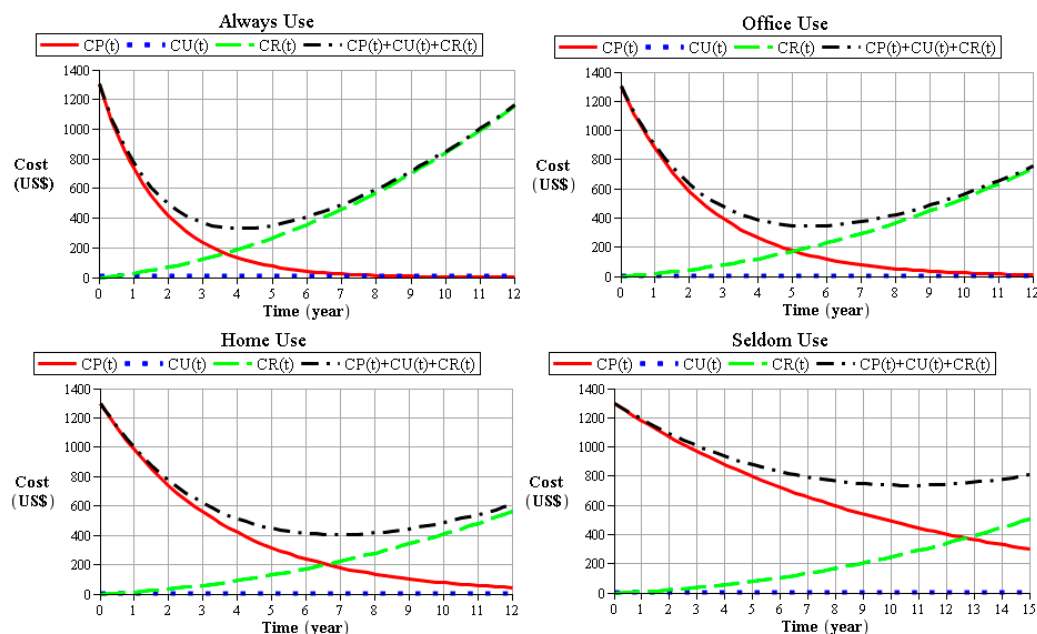 Always Use
CP(t) CU(t) CR(t) CP(t)+CU(t)+CR(t)
1400
1200
1000
800
600
400
200
0
Cost
(US$)
0 1 2 3 4 5 6 7 8 9 10 11 12
Time (year)
Office Use
CP(t) CU(t) CR(t) CP(t)+CU(t)+CR(t)
1400
1200
1000
800
600
400
200
0
Cost
(US$)
0 1 2 3 4 5 6 7 8 9 10 11 12
Time (year)
Home Use
CP(t) CU(t) CR(t) CP(t)+CU(t)+CR(t)
1400
1200
1000
800
600
400
200
0
Cost
(US$
0 1 2 3 4 5 6 7 8 9 10 11 12
Time (year)
Seldom Use
CP(t) CU(t) CR(t) CP(t)+CU(t)+CR(t)
1400
1200
1000
800
600
400
200
0
Cost
(US$
0 1 2 3 4 5 6 7 8 9 10 11 12 13 14 15
Time (year)